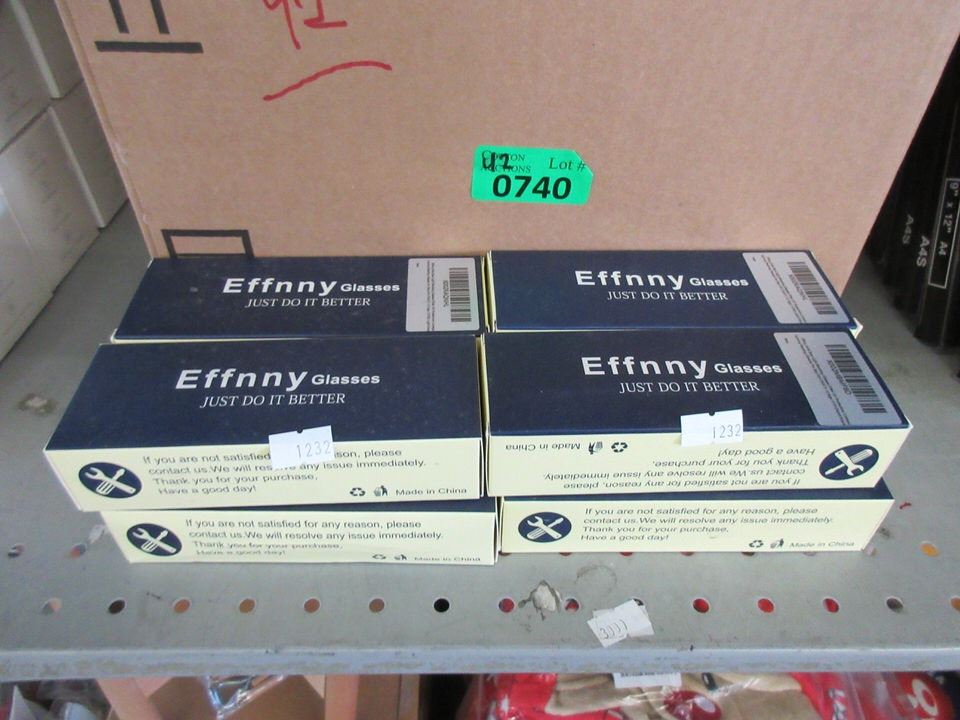 42
Lot #
0740
Effnny Glasses
JUST DO IT BETTER
Effnny Glasses
JUST DO IT BETTER
Effnny Glasses
JUST DO IT BETTER
Effnny Glasses
JUST DO IT BETTER
1232
1232
If you are not satisfied son, please
contact us.We will any issue immediately.
Thank you for your purchase,
Have a good day!
Made in China
If you are not satisfied for any reason, please
contact us.We will resolve any issue immediately.
Thank you for your purchase,
Have a good day!
Made in China
If you are not satisfied for any reason, please
contact us.We will resolve any issue immediately.
Thank you for your purchase,
Have a good day!
Made in China
If you are not satisfied for any reason, please
contact us.We will resolve any issue immediately.
Thank you for your purchase,
Have a good day!
Made in China
9" x 12" A4
A4S
A4S